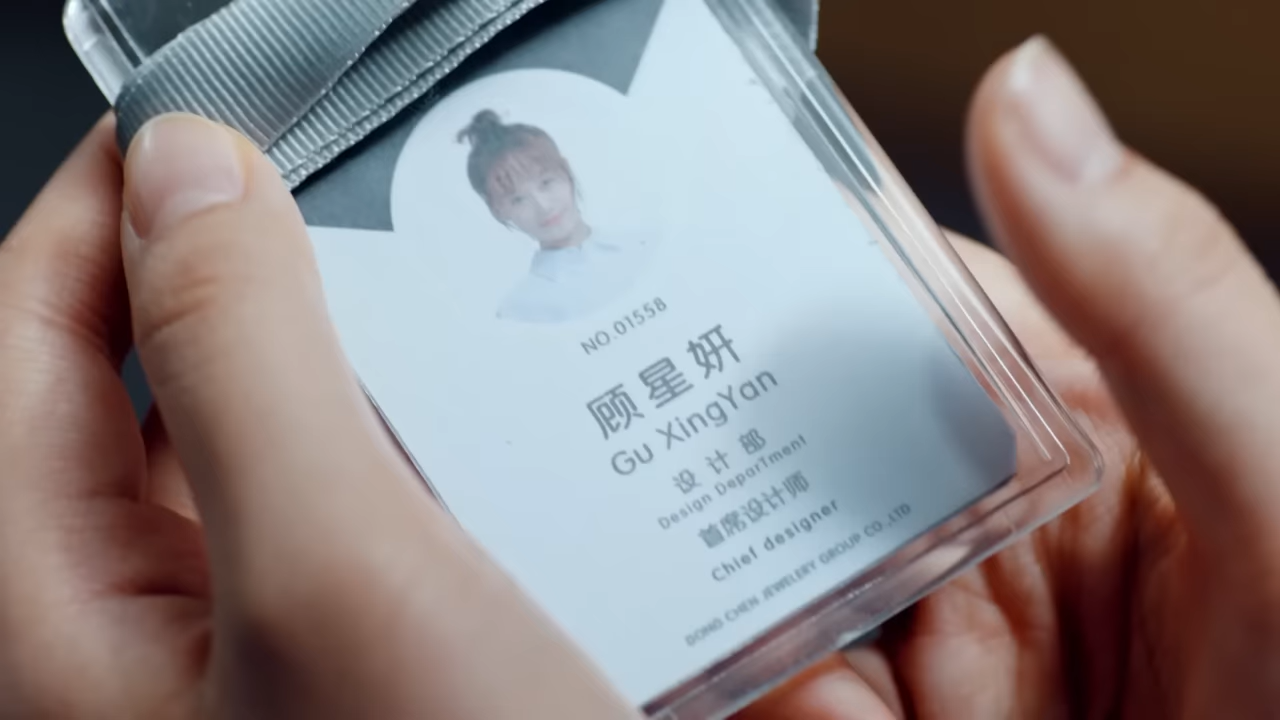 NO.01558
顾星妍
Gu XingYan
设计部
Design DeparTment
首席设计师
Chief designer
DONG CHEN JEWELERY GROUP CO.,LTD